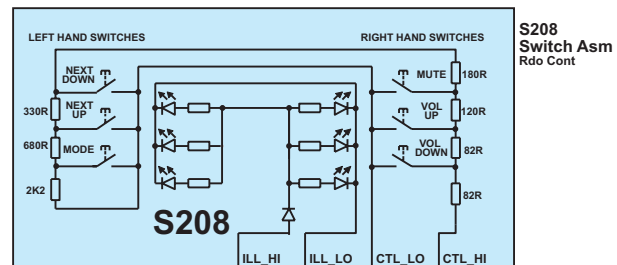 LEFT HAND SWITCHES
RIGHT HAND SWITCHES
S208
Switch Asm
Rdo Cont
NEXT
DOWN
MUTE
180R
330R
NEXT
UP
VOL
UP
120R
680R
MODE
VOL
DOWN
82R
2K2
82R
S208
ILL_HI
ILL_LO
CTL_LO
CTL_HI